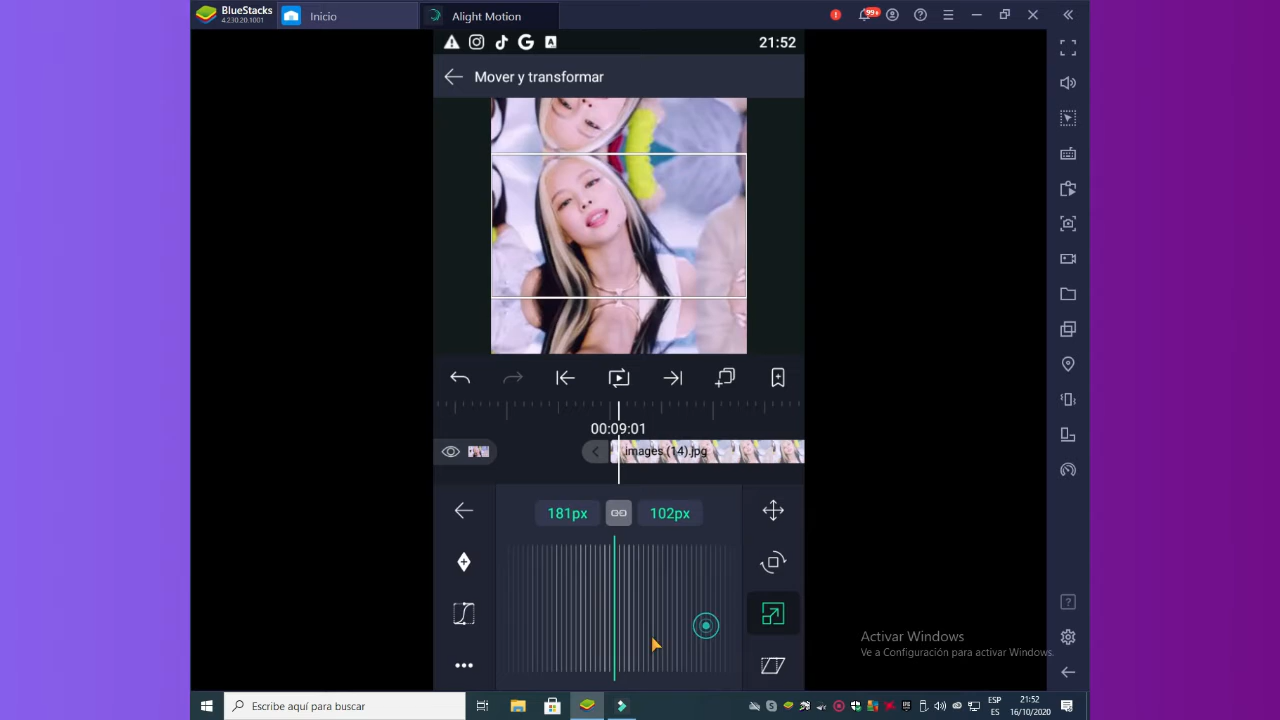 BlueStacks
4.230.20.1001
Inicio
Alight Motion
99+
21:52
Mover y transformar
00:09:01
images (14).jpg
181px
102px
Activar Windows
Ve a Configuración para activar Windows.
Escribe aquí para buscar
ESP
ES
21:52
16/10/2020